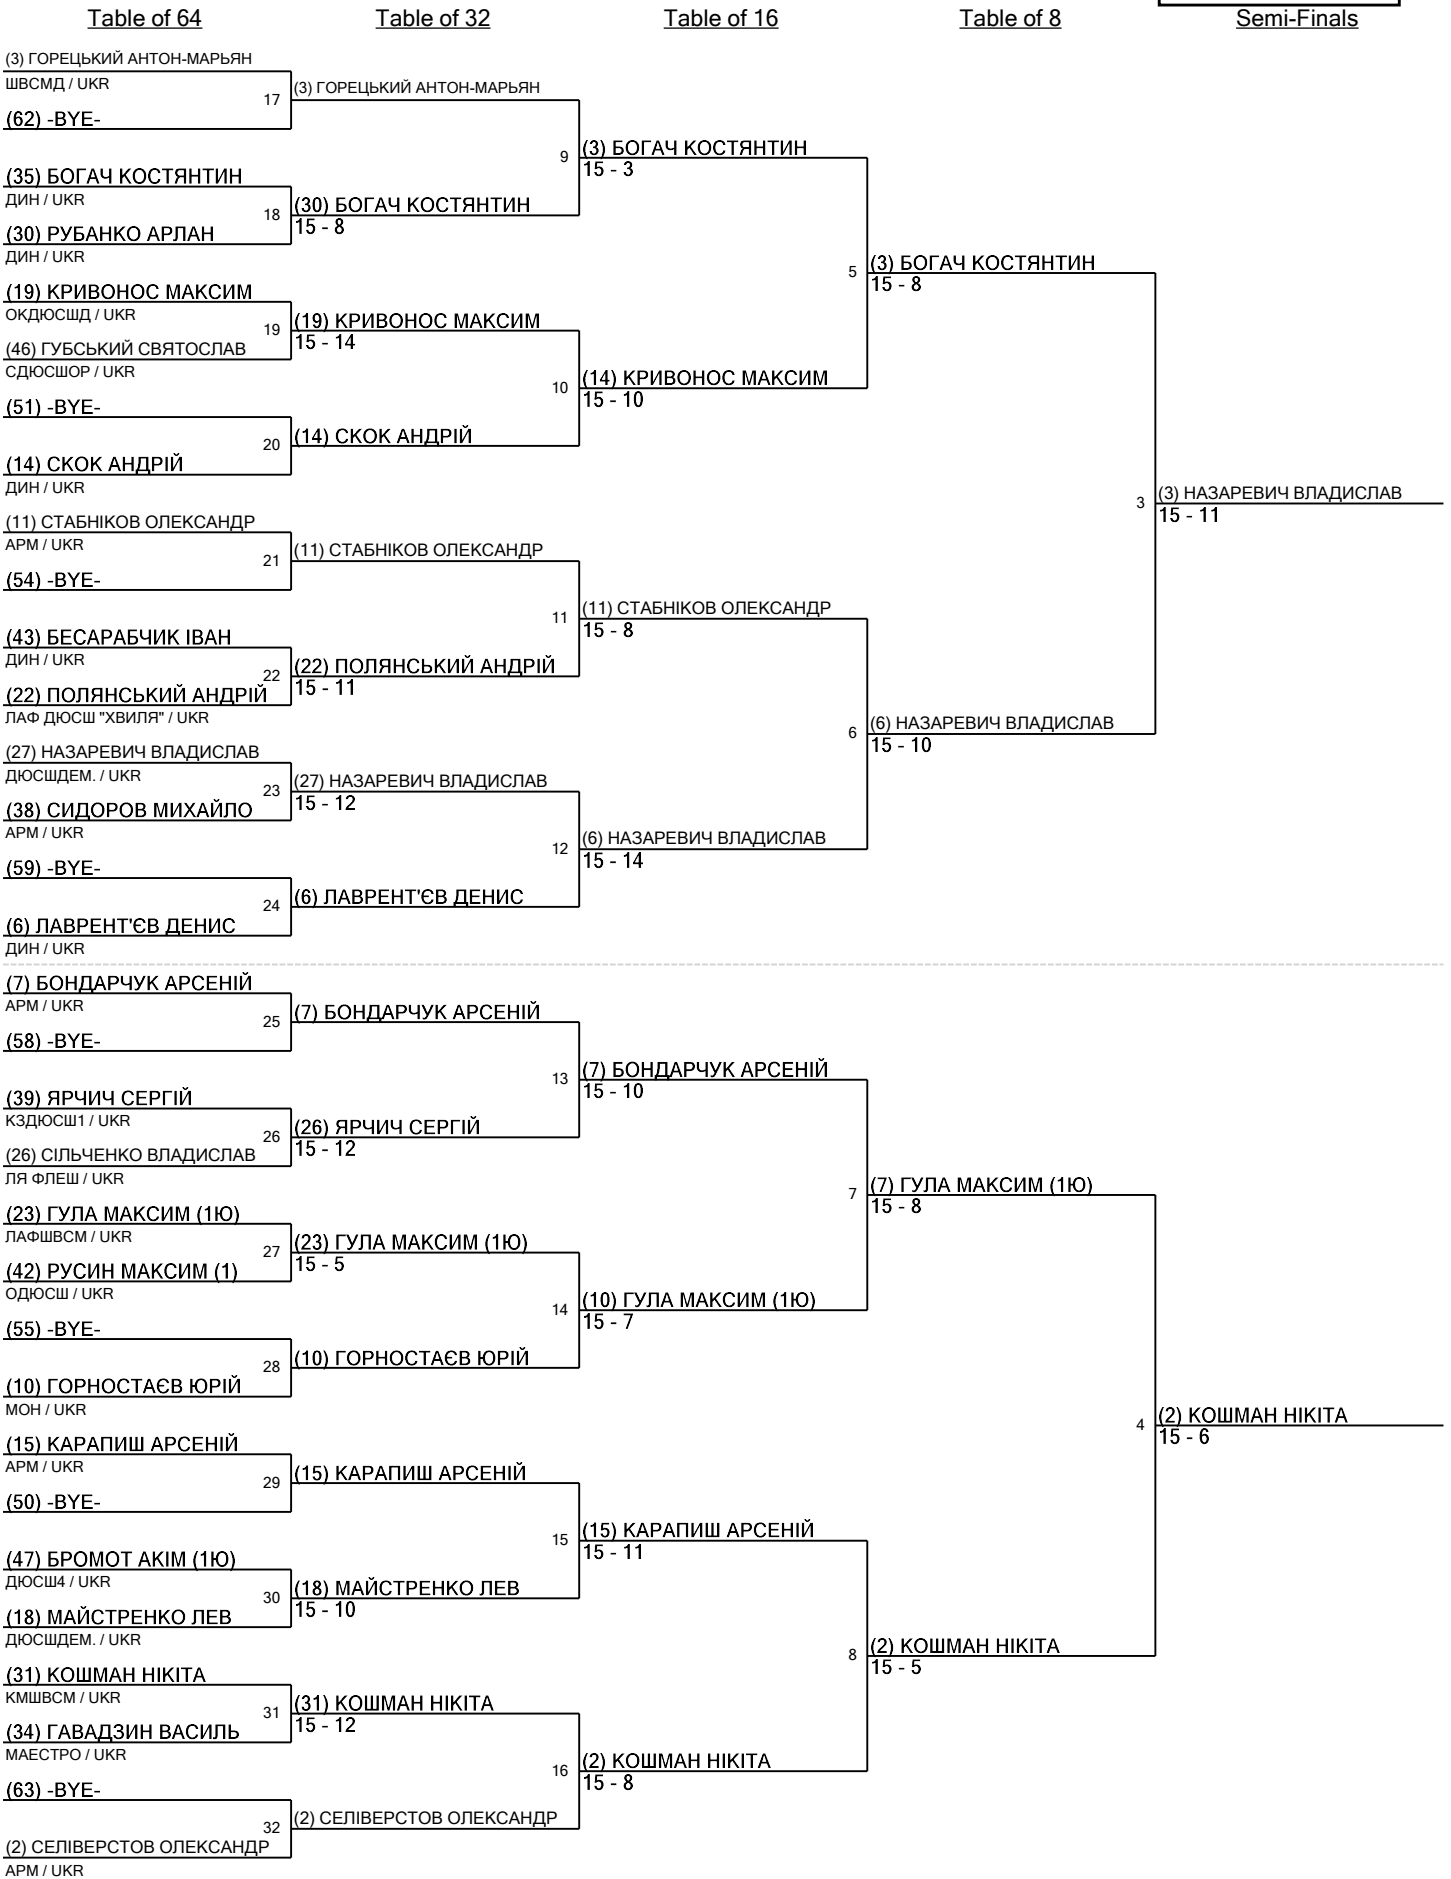 Table of 64
Table of 32
Table of 16
Table of 8
Semi-Finals
(3) ГОРЕЦЬКИЙ АНТОН-МАРЬЯН
ШВСМД / UKR
17
(62) -BYE-
(35) БОГАЧ КОСТЯНТИН
ДИН / UKR
18
(30) РУБАНКО АРЛАН
ДИН / UKR
(19) КРИВОНОС МАКСИМ
ОКДЮСШД / UKR
19
(46) ГУБСЬКИЙ СВЯТОСЛАВ
СДЮСШОР / UKR
(51) -BYE-
20
(14) СКОК АНДРІЙ
ДИН / UKR
(11) СТАБНІКОВ ОЛЕКСАНДР
АРМ / UKR
21
(54) -BYE-
(43) БЕСАРАБЧИК ІВАН
ДИН / UKR
22
(22) ПОЛЯНСЬКИЙ АНДРІЙ
ЛАФ ДЮСШ "ХВИЛЯ" / UKR
(27) НАЗАРЕВИЧ ВЛАДИСЛАВ
ДЮСШДЕМ. / UKR
23
(38) СИДОРОВ МИХАЙЛО
АРМ / UKR
(59) -BYE-
24
(6) ЛАВРЕНТ'ЄВ ДЕНИС
ДИН / UKR
(7) БОНДАРЧУК АРСЕНІЙ
АРМ / UKR
25
(58) -BYE-
(39) ЯРЧИЧ СЕРГІЙ
КЗДЮСШ1 / UKR
26
(26) СІЛЬЧЕНКО ВЛАДИСЛАВ
ЛЯ ФЛЕШ / UKR
(23) ГУЛА МАКСИМ (1Ю)
ЛАФШВСМ / UKR
27
(42) РУСИН МАКСИМ (1)
ОДЮСШ / UKR
(55) -BYE-
28
(10) ГОРНОСТАЄВ ЮРІЙ
МОН / UKR
(15) КАРАПИШ АРСЕНІЙ
АРМ / UKR
29
(50) -BYE-
(47) БРОМОТ АКІМ (1Ю)
ДЮСШ4 / UKR
30
(18) МАЙСТРЕНКО ЛЕВ
ДЮСШДЕМ. / UKR
(31) КОШМАН НІКІТА
КМШВСМ / UKR
31
(34) ГАВАДЗИН ВАСИЛЬ
МАЕСТРО / UKR
(63) -BYE-
32
(2) СЕЛІВЕРСТОВ ОЛЕКСАНДР
АРМ / UKR
(3) ГОРЕЦЬКИЙ АНТОН-МАРЬЯН
9
(30) БОГАЧ КОСТЯНТИН
15 - 8
(19) КРИВОНОС МАКСИМ
15 - 14
10
(14) СКОК АНДРІЙ
(11) СТАБНІКОВ ОЛЕКСАНДР
11
(22) ПОЛЯНСЬКИЙ АНДРІЙ
15 - 11
(27) НАЗАРЕВИЧ ВЛАДИСЛАВ
15 - 12
12
(6) ЛАВРЕНТ'ЄВ ДЕНИС
(7) БОНДАРЧУК АРСЕНІЙ
13
(26) ЯРЧИЧ СЕРГІЙ
15 - 12
(23) ГУЛА МАКСИМ (1Ю)
15 - 5
14
(10) ГОРНОСТАЄВ ЮРІЙ
(15) КАРАПИШ АРСЕНІЙ
15
(18) МАЙСТРЕНКО ЛЕВ
15 - 10
(31) КОШМАН НІКІТА
15 - 12
16
(2) СЕЛІВЕРСТОВ ОЛЕКСАНДР
(3) БОГАЧ КОСТЯНТИН
15 - 3
5
(14) КРИВОНОС МАКСИМ
15 - 10
(11) СТАБНІКОВ ОЛЕКСАНДР
15 - 8
6
(6) НАЗАРЕВИЧ ВЛАДИСЛАВ
15 - 14
(7) БОНДАРЧУК АРСЕНІЙ
15 - 10
7
(10) ГУЛА МАКСИМ (1Ю)
15 - 7
(15) КАРАПИШ АРСЕНІЙ
15 - 11
8
(2) КОШМАН НІКІТА
15 - 8
(3) БОГАЧ КОСТЯНТИН
15 - 8
3
(6) НАЗАРЕВИЧ ВЛАДИСЛАВ
15 - 10
(7) ГУЛА МАКСИМ (1Ю)
15 - 8
4
(2) КОШМАН НІКІТА
15 - 5
(3) НАЗАРЕВИЧ ВЛАДИСЛАВ
15 - 11
(2) КОШМАН НІКІТА
15 - 6